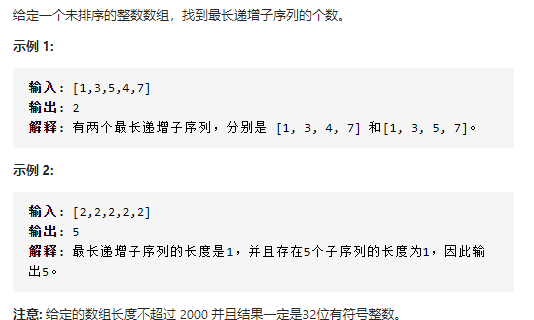 给定一个未排序的整数数组，找到最长递增子序列的个数。
示例 1:
输入: [1,3,5,4,7]
输出: 2
解释: 有两个最长递增子序列，分别是 [1, 3, 4, 7] 和[1, 3, 5, 7]。
示例 2:
输入: [2,2,2,2,2]
输出: 5
解释: 最长递增子序列的长度是1，并且存在5个子序列的长度为1，因此输
出5。
注意: 给定的数组长度不超过 2000 并且结果一定是32位有符号整数。